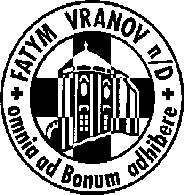 FATYM VRANOV n/D
omnia ad Bonum adhibere